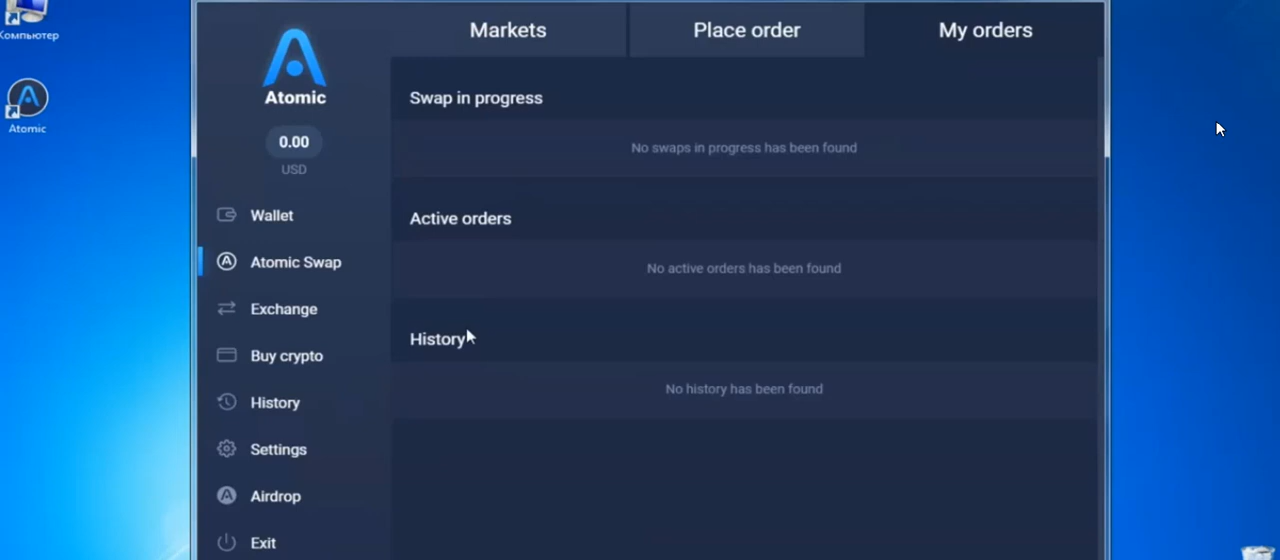 Компьютер
Atomic
Atomic
0.00
USD
Wallet
Atomic Swap
Exchange
Buy crypto
History
Settings
Airdrop
Exit
Markets
Place order
My orders
Swap in progress
No swaps in progress has been found
Active orders
No active orders has been found
History
No history has been found